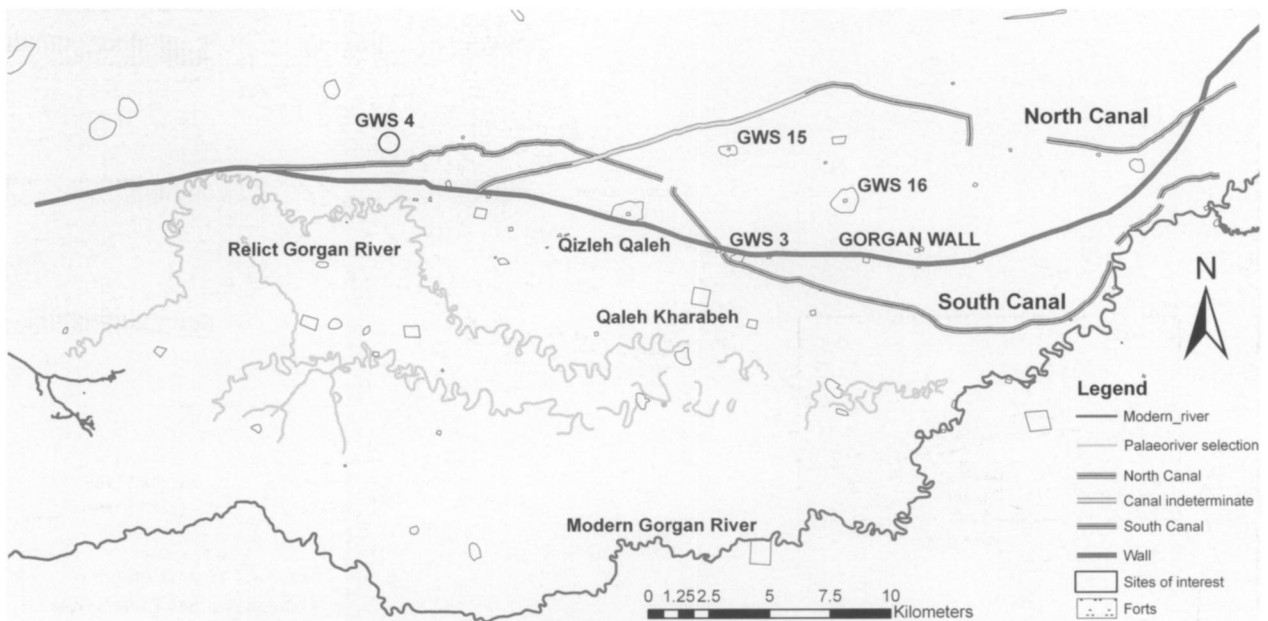 GWS 4
GWS 15
North Canal
GWS 16
Relict Gorgan River
Qizleh Qaleh
GWS 3
GORGAN WALL
N
South Canal
Qaleh Kharabeh
Modern Gorgan River
Legend
Modern_river
Palaeoriver selection
North Canal
Canal indeterminate
South Canal
Wall
Sites of interest
Forts
0 1.25 2.5 5 7.5 10
Kilometers